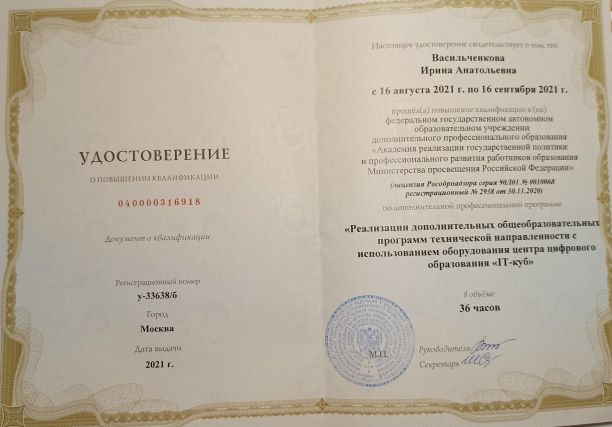 УДОСТОВЕРЕНИЕ
О ПОВЫШЕНИИ КВАЛИФИКАЦИИ
040000316918
Документ о квалификации
Регистрационный номер
у-33638/б
Город
Москва
Дата выдачи
2021 г.
Настоящее удостоверение свидетельствует о том, что
Васильченкова
Ирина Анатольевна
с 16 августа 2021 г. по 16 сентября 2021 г.
прошёл(а) повышение квалификации в (на)
федеральном государственном автономном
образовательном учреждении
дополнительного профессионального образования
«Академия реализации государственной политики
и профессионального развития работников образования
Министерства просвещения Российской Федерации»
(лицензия Рособрнадзора серия 90Л01 № 0010068
регистрационный № 2938 от 30.11.2020)
по дополнительной профессиональной программе
«Реализации дополнительных общеобразовательных
программ технической направленности с
использованием оборудования центра цифрового
образования «IT-куб»
в объёме
36 часов
М.П.
Руководитель
Секретарь